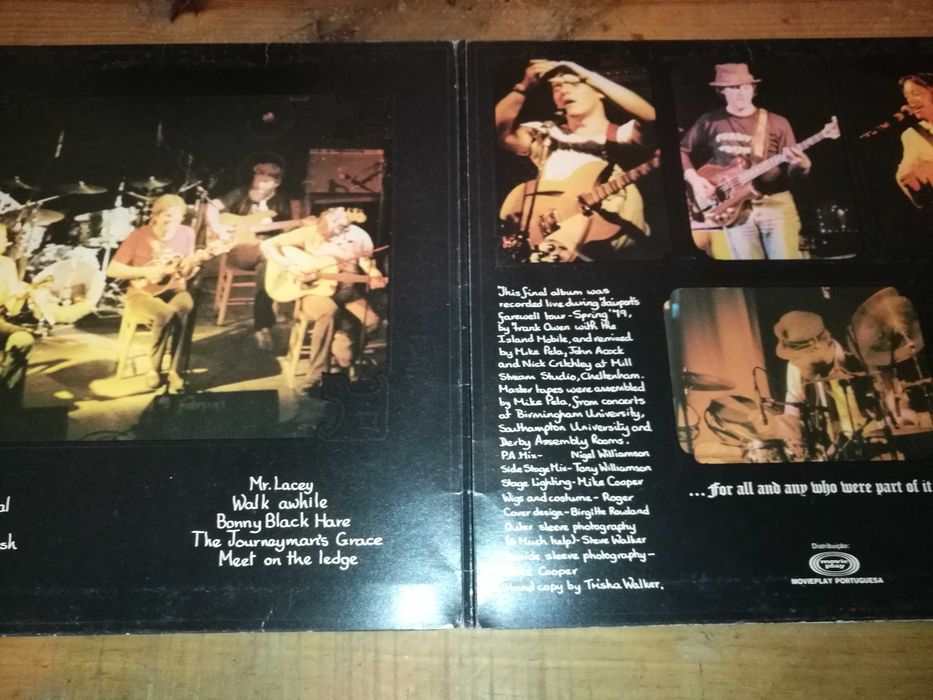 al
sh
Mr. Lacey
Walk awhile
Bonny Black Hare
The Journeyman's Grace
Meet on the ledge
This final album was
recorded live during Fairport's
farewell tour - Spring '79,
by Frank Owen with the
Island Mobile, and remixed
by Mike Pela, John Acock
and Nick Critchley at Mill
Stream Studio, Cheltenham.
Master tapes were assembled
by Mike Pela, from concerts
at Birmingham University,
Southampton University and
Derby Assembly Rooms.
P.A. Mix - Nigel Williamson
Side Stage Mix - Tony Williamson
Stage Lighting - Mike Cooper
Wigs and costume - Roger
Cover design - Birgitte Rowland
Outer sleeve photography
Much help) - Steve Walker
sleeve photography -
Cooper
copy by Trisha Walker.
...For all and any who were part of it
Distribuição:
movie
play
MOVIEPLAY PORTUGUESA